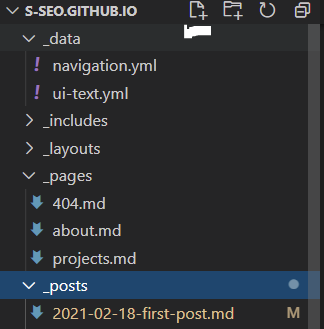 S-SEO.GITHUB.IO
_data
! navigation.yml
! ui-text.yml
_includes
_layouts
_pages
404.md
about.md
projects.md
_posts
2021-02-18-first-post.md M